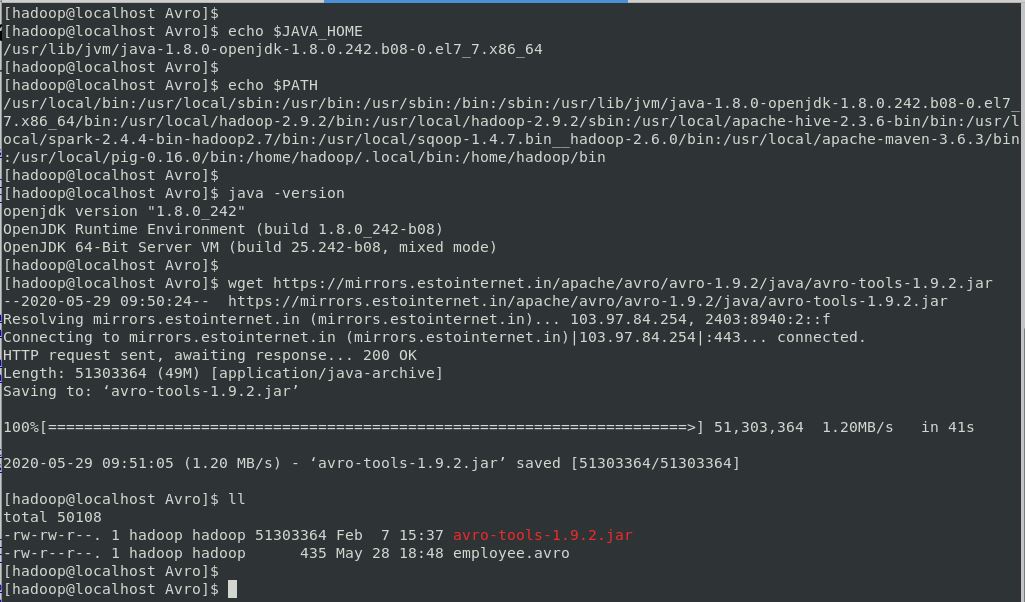 [hadoop@localhost Avro]$
[hadoop@localhost Avro]$ echo $JAVA_HOME
/usr/lib/jvm/java-1.8.0-openjdk-1.8.0.242.b08-0.el7_7.x86_64
[hadoop@localhost Avro]$
[hadoop@localhost Avro]$ echo $PATH
/usr/local/bin:/usr/local/sbin:/usr/bin:/usr/sbin:/bin:/sbin:/usr/lib/jvm/java-1.8.0-openjdk-1.8.0.242.b08-0.el7_
7.x86_64/bin:/usr/local/hadoop-2.9.2/bin:/usr/local/hadoop-2.9.2/sbin:/usr/local/apache-hive-2.3.6-bin/bin:/usr/l
ocal/spark-2.4.4-bin-hadoop2.7/bin:/usr/local/sqoop-1.4.7.bin__hadoop-2.6.0/bin:/usr/local/apache-maven-3.6.3/bin
:/usr/local/pig-0.16.0/bin:/home/hadoop/.local/bin:/home/hadoop/bin
[hadoop@localhost Avro]$
[hadoop@localhost Avro]$ java -version
openjdk version "1.8.0_242"
OpenJDK Runtime Environment (build 1.8.0_242-b08)
OpenJDK 64-Bit Server VM (build 25.242-b08, mixed mode)
[hadoop@localhost Avro]$
[hadoop@localhost Avro]$ wget https://mirrors.estointernet.in/apache/avro/avro-1.9.2/java/avro-tools-1.9.2.jar
--2020-05-29 09:50:24--  https://mirrors.estointernet.in/apache/avro/avro-1.9.2/java/avro-tools-1.9.2.jar
Resolving mirrors.estointernet.in (mirrors.estointernet.in)... 103.97.84.254, 2403:8940:2::f
Connecting to mirrors.estointernet.in (mirrors.estointernet.in)|103.97.84.254|:443... connected.
HTTP request sent, awaiting response... 200 OK
Length: 51303364 (49M) [application/java-archive]
Saving to: ‘avro-tools-1.9.2.jar’
100%[=======================================================================>] 51,303,364  1.20MB/s   in 41s
2020-05-29 09:51:05 (1.20 MB/s) - ‘avro-tools-1.9.2.jar’ saved [51303364/51303364]
[hadoop@localhost Avro]$ ll
total 50108
-rw-rw-r--. 1 hadoop hadoop 51303364 Feb  7 15:37 avro-tools-1.9.2.jar
-rw-r--r--. 1 hadoop hadoop      435 May 28 18:48 employee.avro
[hadoop@localhost Avro]$
[hadoop@localhost Avro]$